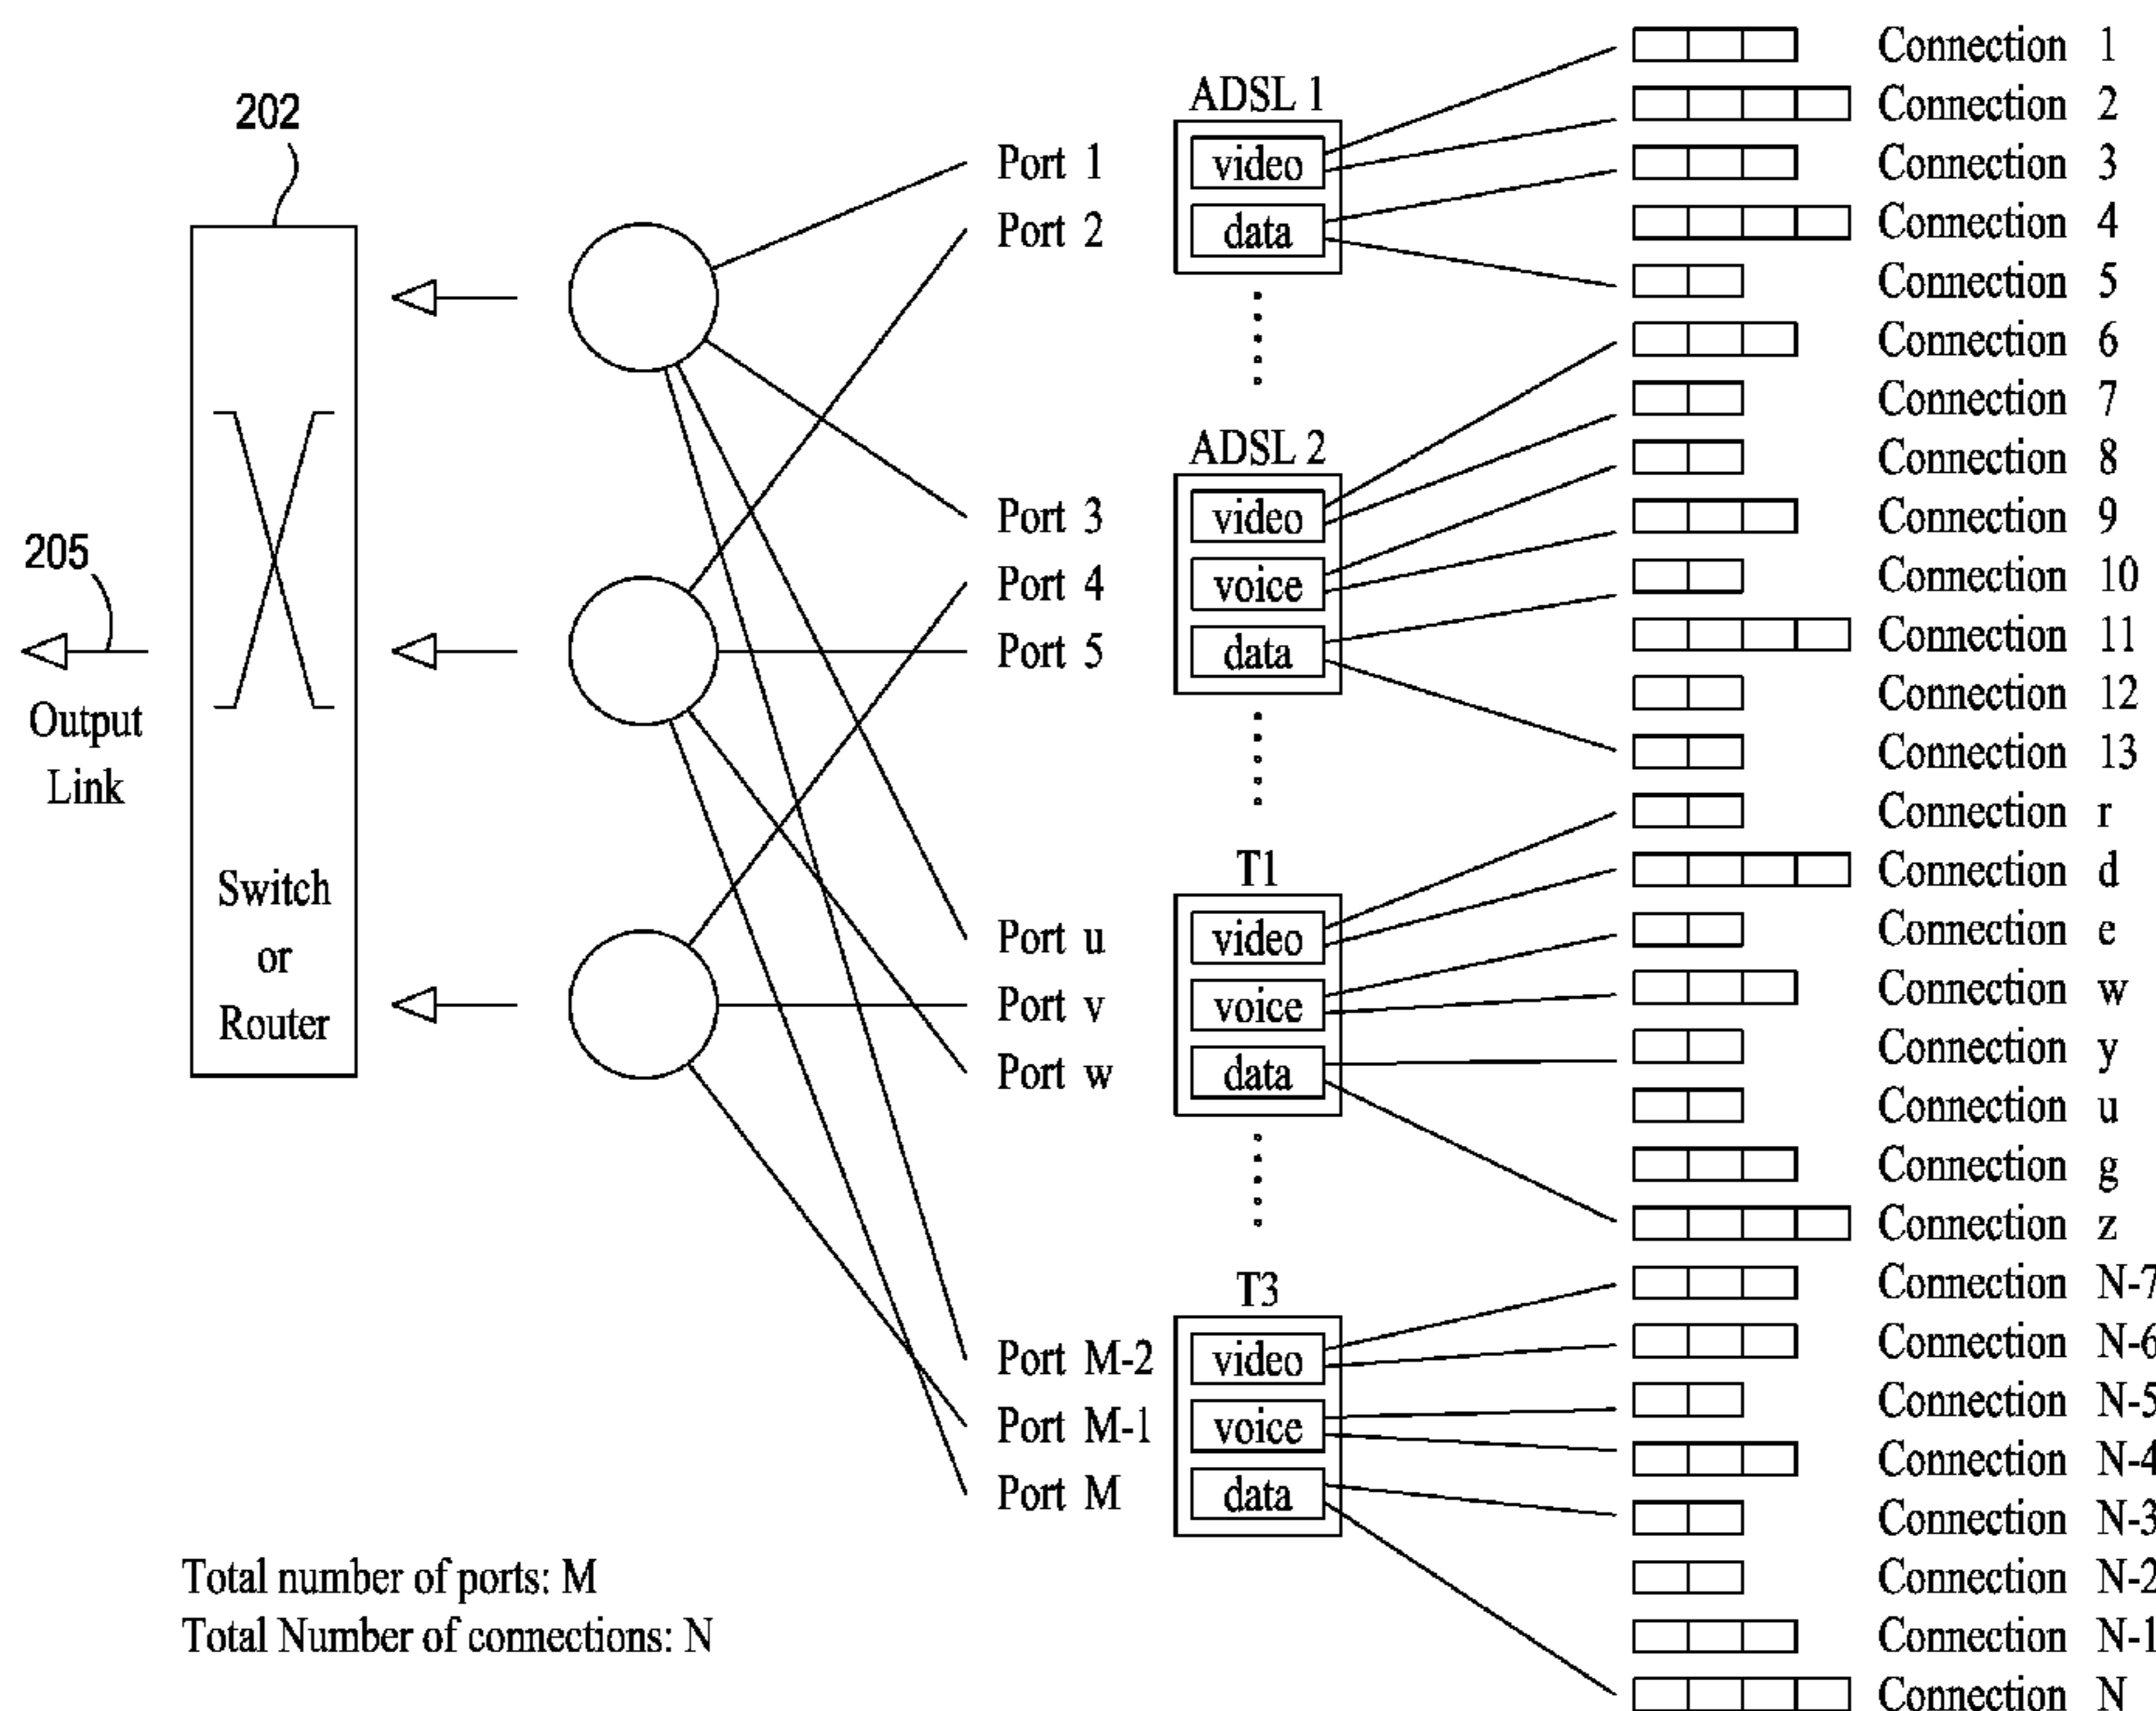 202
205
Output
Link
Switch
or
Router
Port 1
Port 2
Port 3
Port 4
Port 5
Port u
Port v
Port w
Port M-2
Port M-1
Port M
ADSL 1
video
data
ADSL 2
video
voice
data
T1
video
voice
data
T3
video
voice
data
Connection 1
Connection 2
Connection 3
Connection 4
Connection 5
Connection 6
Connection 7
Connection 8
Connection 9
Connection 10
Connection 11
Connection 12
Connection 13
Connection r
Connection d
Connection e
Connection w
Connection y
Connection u
Connection g
Connection z
Connection N-7
Connection N-6
Connection N-5
Connection N-4
Connection N-3
Connection N-2
Connection N-1
Connection N
Total number of ports: M
Total Number of connections: N